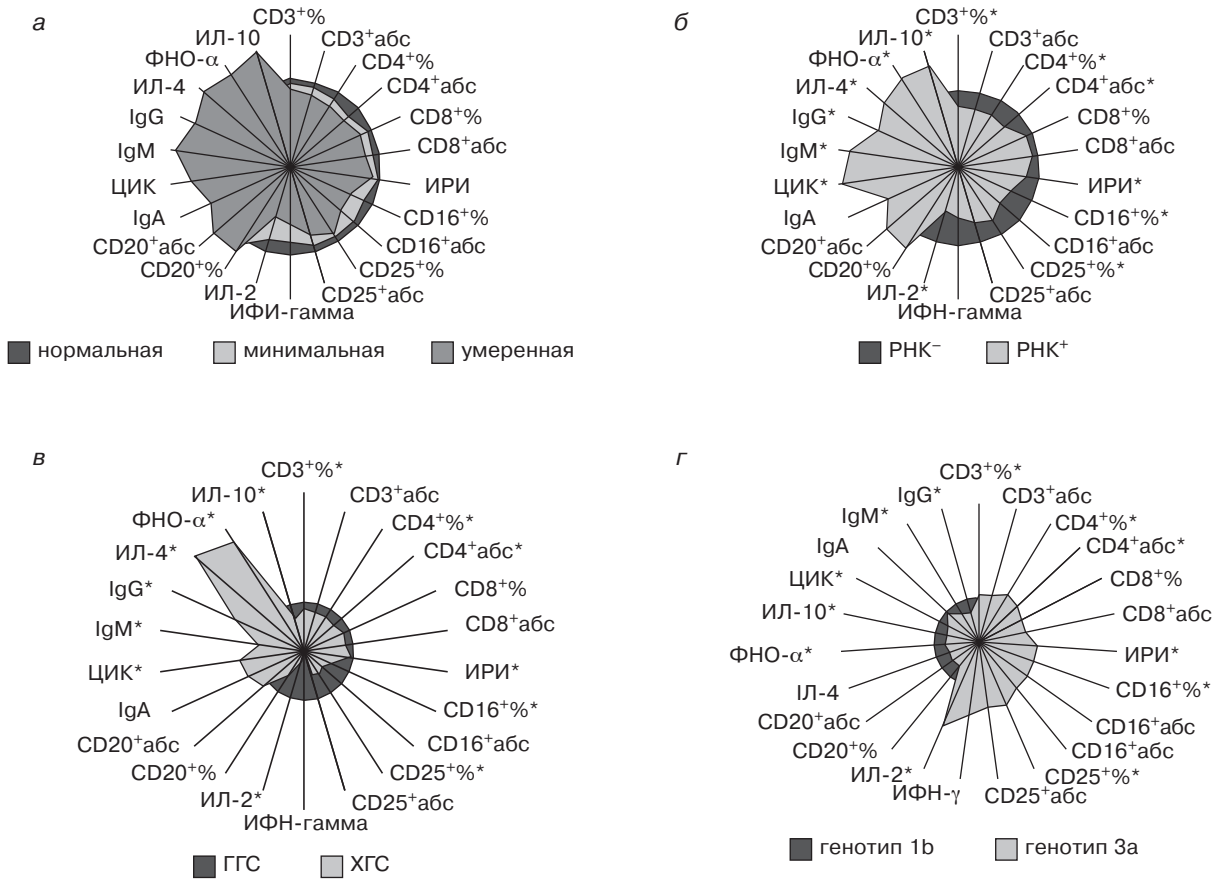 а
CD3⁺%
CD3⁺абс
CD4⁺%
CD4⁺абс
CD8⁺%
CD8⁺абс
ИРИ
CD16⁺%
CD16⁺абс
CD25⁺%
CD25⁺абс
ИФИ-гамма
ИЛ-2
CD20⁺%
CD20⁺абс
IgA
ЦИК
IgM
IgG
ИЛ-4
ФНО-α
ИЛ-10
нормальная
минимальная
умеренная
б
CD3⁺%*
CD3⁺абс
CD4⁺%*
CD4⁺абс*
CD8⁺%
CD8⁺абс
ИРИ*
CD16⁺%*
CD16⁺абс
CD25⁺%*
CD25⁺абс
ИФН-гамма
ИЛ-2*
CD20⁺%
CD20⁺абс
IgA
ЦИК*
IgM*
IgG*
ИЛ-4*
ФНО-α*
ИЛ-10*
РНК⁻
РНК⁺
в
CD3⁺%*
CD3⁺абс
CD4⁺%*
CD4⁺абс*
CD8⁺%
CD8⁺абс
ИРИ*
CD16⁺%*
CD16⁺абс
CD25⁺%*
CD25⁺абс
ИФН-гамма
ИЛ-2*
CD20⁺%
CD20⁺абс
IgA
ЦИК*
IgM*
IgG*
ИЛ-4*
ФНО-α*
ИЛ-10*
ГГС
ХГС
г
CD3⁺%*
CD3⁺абс
CD4⁺%*
CD4⁺абс*
CD8⁺%
CD8⁺абс
ИРИ*
CD16⁺%*
CD16⁺абс
CD16⁺абс
CD25⁺%*
CD25⁺абс
ИФН-γ
ИЛ-2*
CD20⁺%
CD20⁺абс
ІЛ-4
ФНО-α*
ИЛ-10*
ЦИК*
IgA
IgM*
IgG*
генотип 1b
генотип 3a